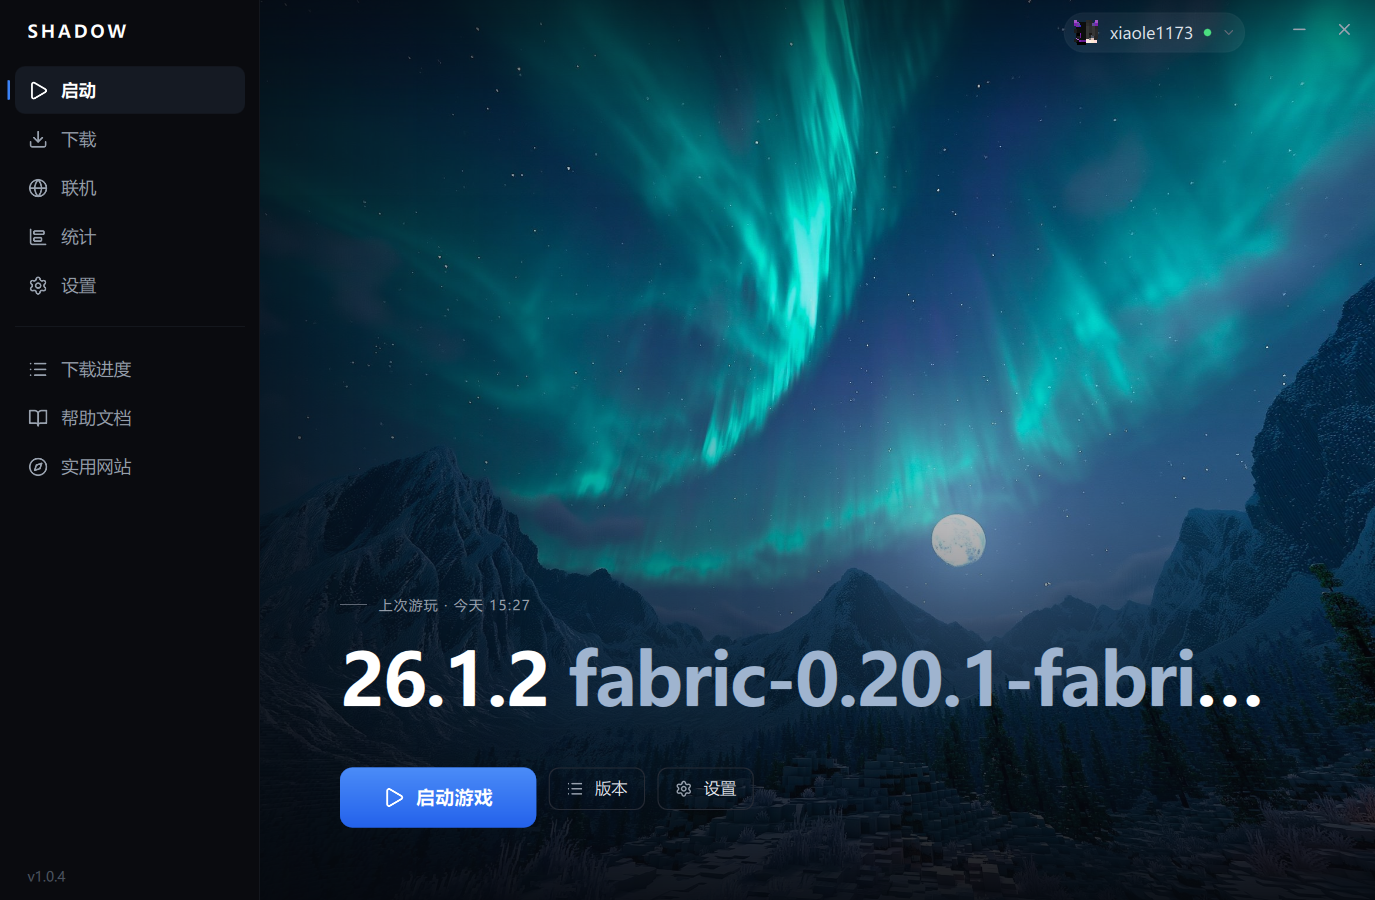 SHADOW
xiaole1173
启动
下载
联机
统计
设置
下载进度
帮助文档
实用网站
上次游玩 · 今天 15:27
26.1.2 fabric-0.20.1-fabri...
启动游戏
版本
设置
v1.0.4